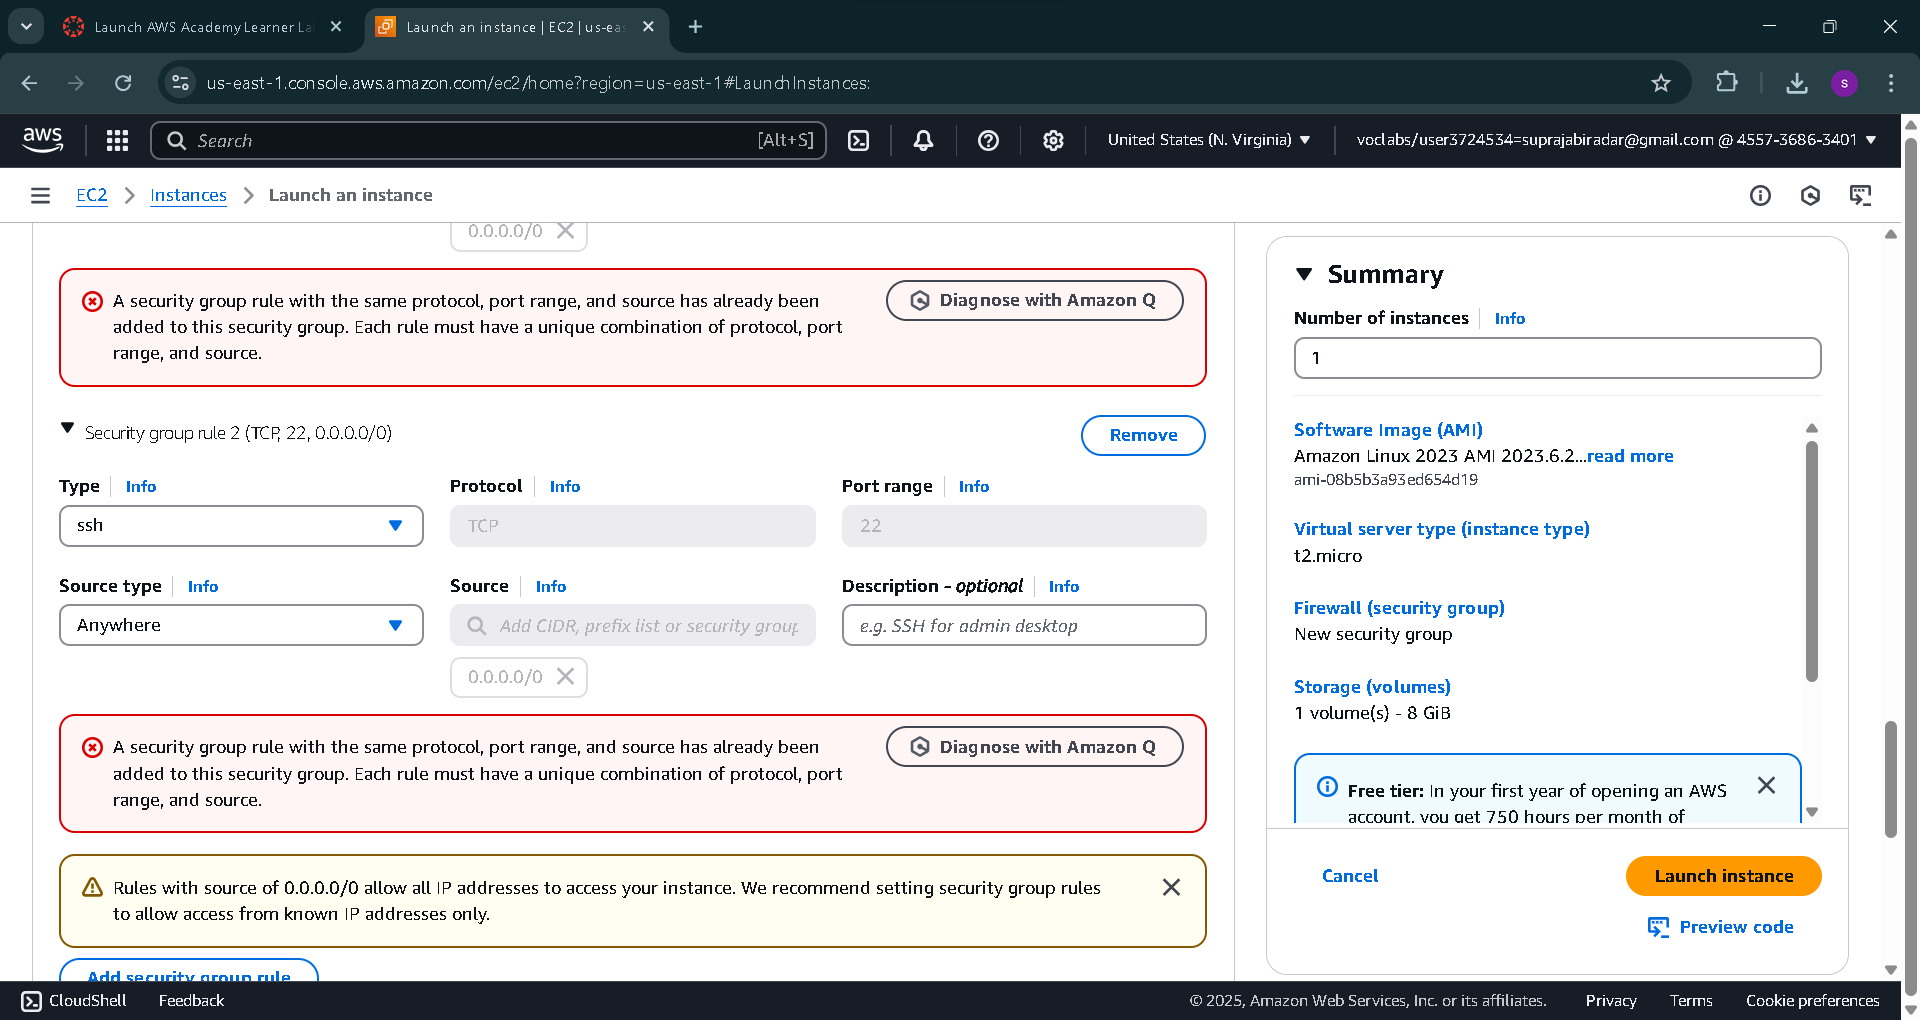 Launch AWS Academy Learner La
Launch an instance | EC2 | us-eas
us-east-1.console.aws.amazon.com/ec2/home?region=us-east-1#LaunchInstances:
S
aws
Search
[Alt+S]
United States (N. Virginia)
voclabs/user3724534=suprajabiradar@gmail.com @ 4557-3686-3401
EC2
Instances
Launch an instance
0.0.0.0/0
A security group rule with the same protocol, port range, and source has already been
added to this security group. Each rule must have a unique combination of protocol, port
range, and source.
Diagnose with Amazon Q
Security group rule 2 (TCP, 22, 0.0.0.0/0)
Remove
Type Info
ssh
Protocol Info
TCP
Port range Info
22
Source type Info
Anywhere
Source Info
Add CIDR, prefix list or security group
0.0.0.0/0
Description - optional Info
e.g. SSH for admin desktop
A security group rule with the same protocol, port range, and source has already been
added to this security group. Each rule must have a unique combination of protocol, port
range, and source.
Diagnose with Amazon Q
Rules with source of 0.0.0.0/0 allow all IP addresses to access your instance. We recommend setting security group rules
to allow access from known IP addresses only.
Add security group rule
Summary
Number of instances Info
1
Software Image (AMI)
Amazon Linux 2023 AMI 2023.6.2...read more
ami-08b5b3a93ed654d19
Virtual server type (instance type)
t2.micro
Firewall (security group)
New security group
Storage (volumes)
1 volume(s) - 8 GiB
Free tier: In your first year of opening an AWS
account, you get 750 hours per month of
Cancel
Launch instance
Preview code
CloudShell
Feedback
© 2025, Amazon Web Services, Inc. or its affiliates.
Privacy
Terms
Cookie preferences